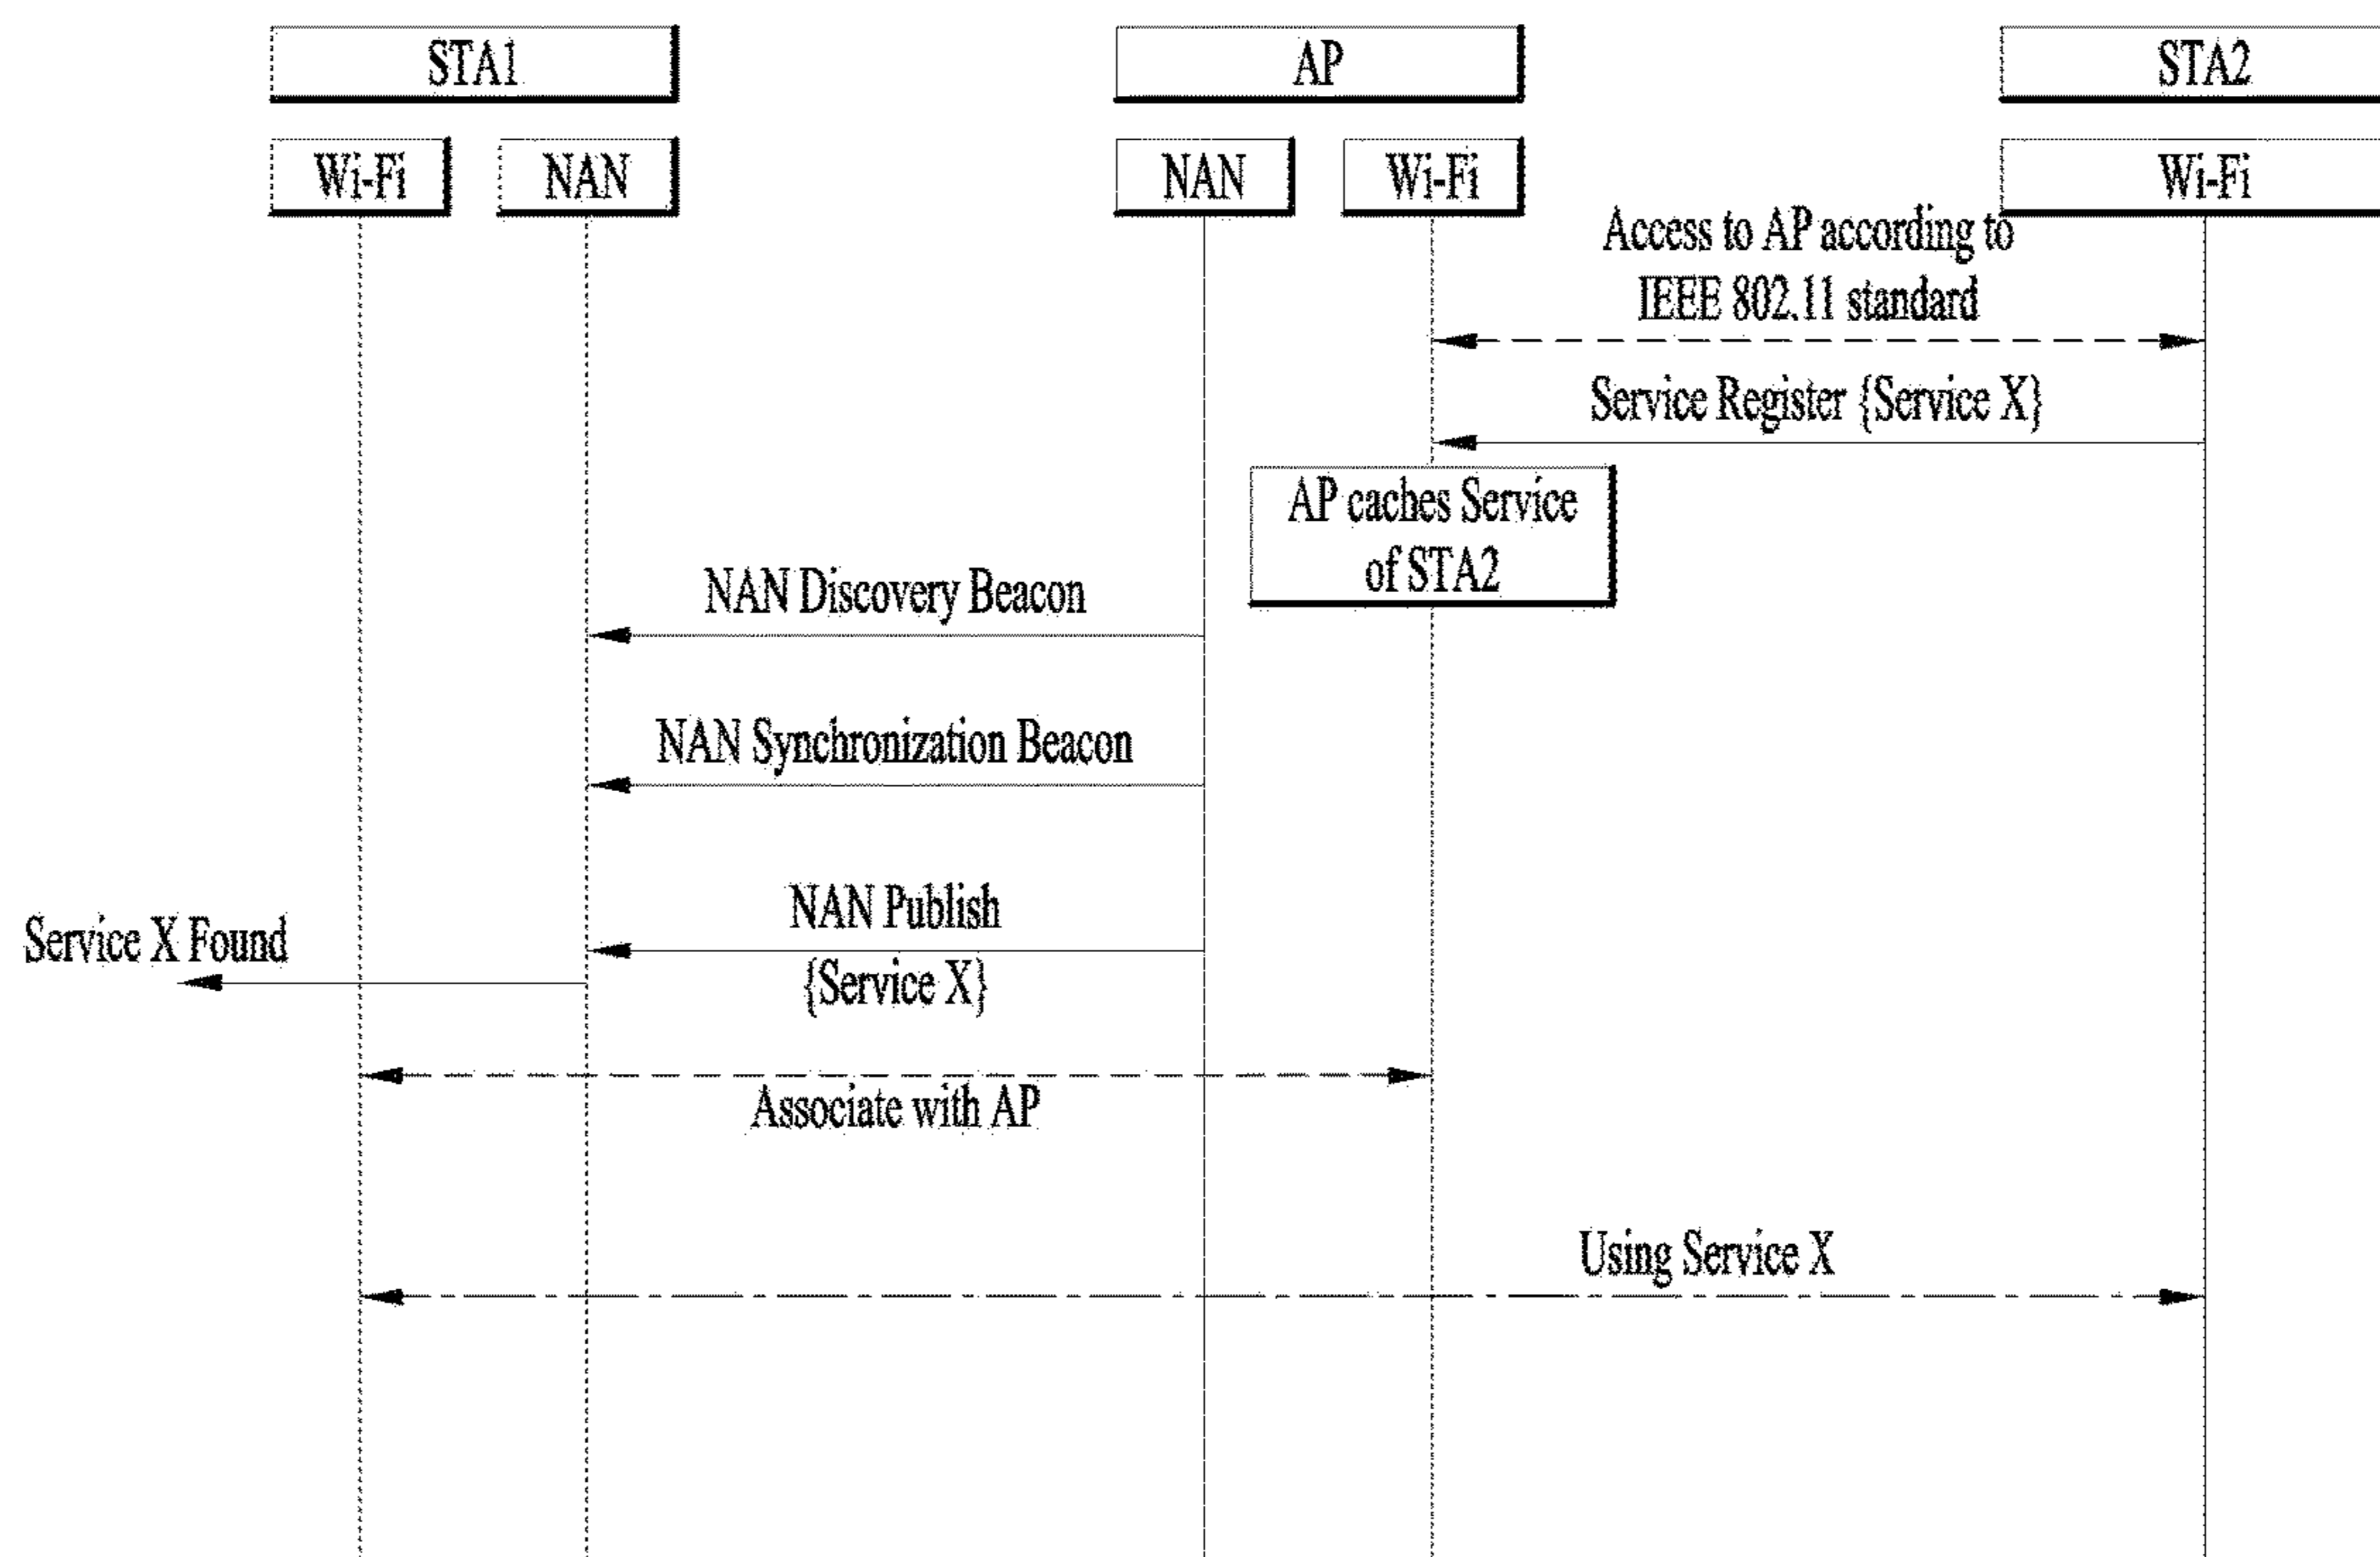 STA1
AP
STA2
Wi-Fi
NAN
NAN
Wi-Fi
Wi-Fi
Access to AP according to
IEEE 802.11 standard
Service Register {Service X}
AP caches Service
of STA2
NAN Discovery Beacon
NAN Synchronization Beacon
NAN Publish
Service X Found
{Service X}
Associate with AP
Using Service X